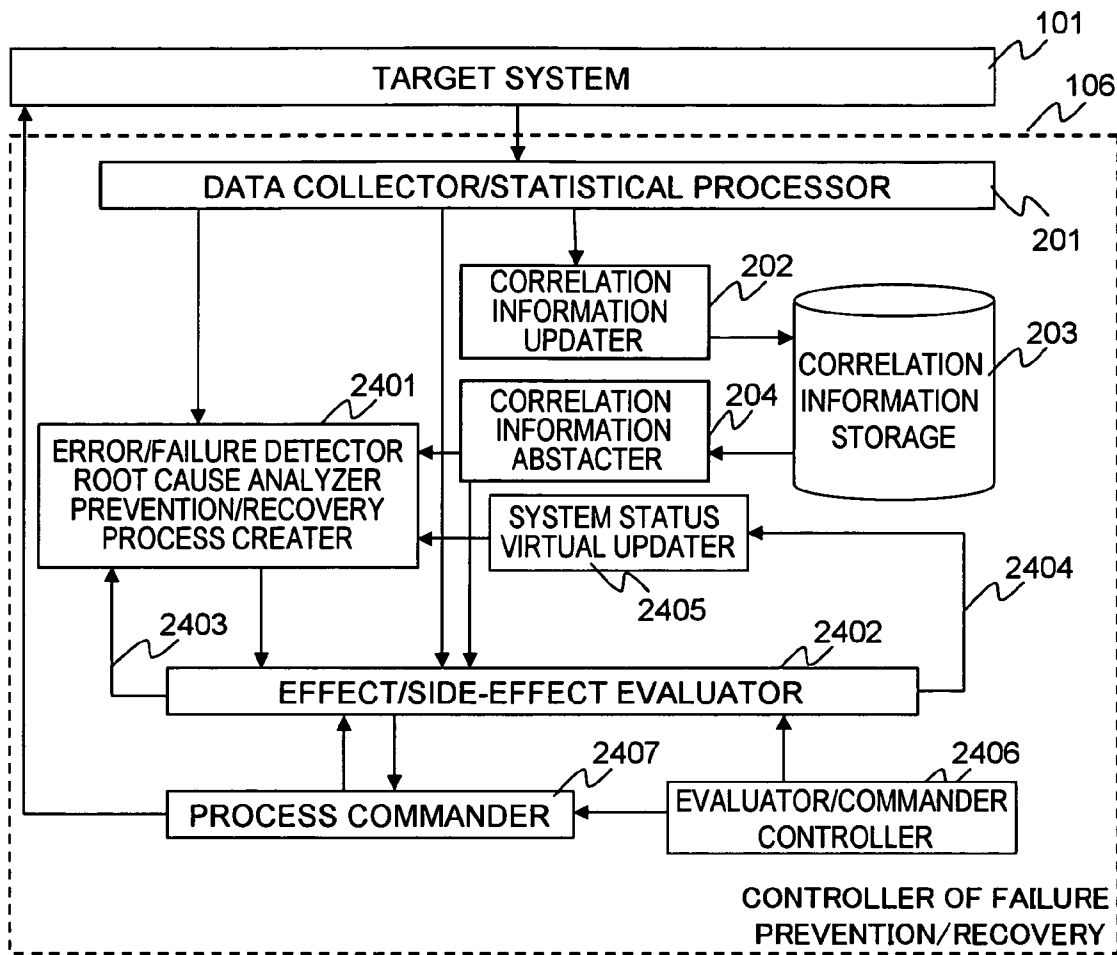 101
TARGET SYSTEM
106
DATA COLLECTOR/STATISTICAL PROCESSOR
201
CORRELATION
INFORMATION
UPDATER
202
CORRELATION
INFORMATION
STORAGE
203
2401
CORRELATION
INFORMATION
ABSTACTER
204
ERROR/FAILURE DETECTOR
ROOT CAUSE ANALYZER
PREVENTION/RECOVERY
PROCESS CREATER
SYSTEM STATUS
VIRTUAL UPDATER
2405
2404
2403
2402
EFFECT/SIDE-EFFECT EVALUATOR
2407
2406
PROCESS COMMANDER
EVALUATOR/COMMANDER
CONTROLLER
CONTROLLER OF FAILURE
PREVENTION/RECOVERY